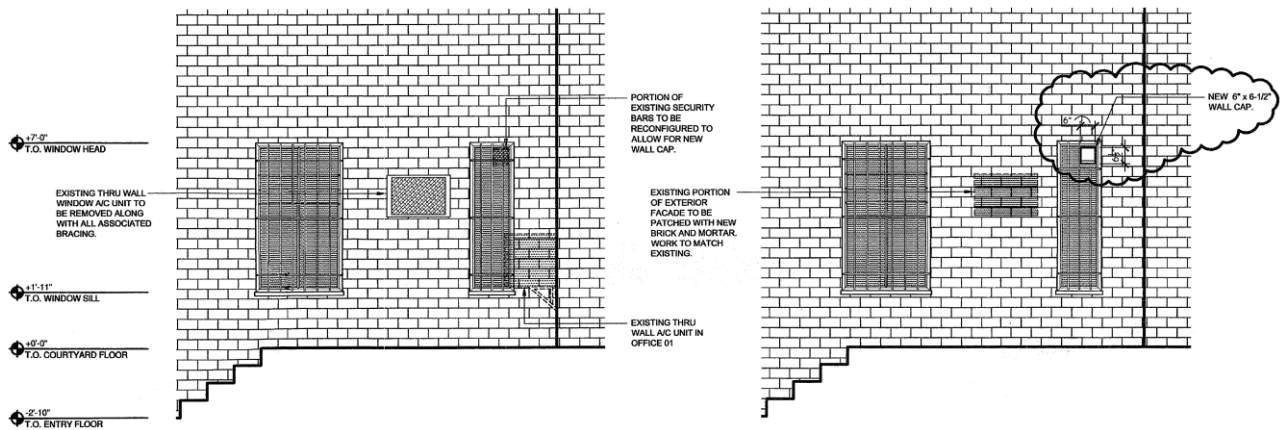 +7'-0"
T.O. WINDOW HEAD
EXISTING THRU WALL
WINDOW A/C UNIT TO
BE REMOVED ALONG
WITH ALL ASSOCIATED
BRACING.
+1'-11"
T.O. WINDOW SILL
+0'-0"
T.O. COURTYARD FLOOR
-2'-10"
T.O. ENTRY FLOOR
PORTION OF
EXISTING SECURITY
BARS TO BE
RECONFIGURED TO
ALLOW FOR NEW
WALL CAP.
EXISTING THRU
WALL A/C UNIT IN
OFFICE 01
EXISTING PORTION
OF EXTERIOR
FACADE TO BE
PATCHED WITH NEW
BRICK AND MORTAR.
WORK TO MATCH
EXISTING.
NEW 6" x 6-1/2"
WALL CAP.
6"